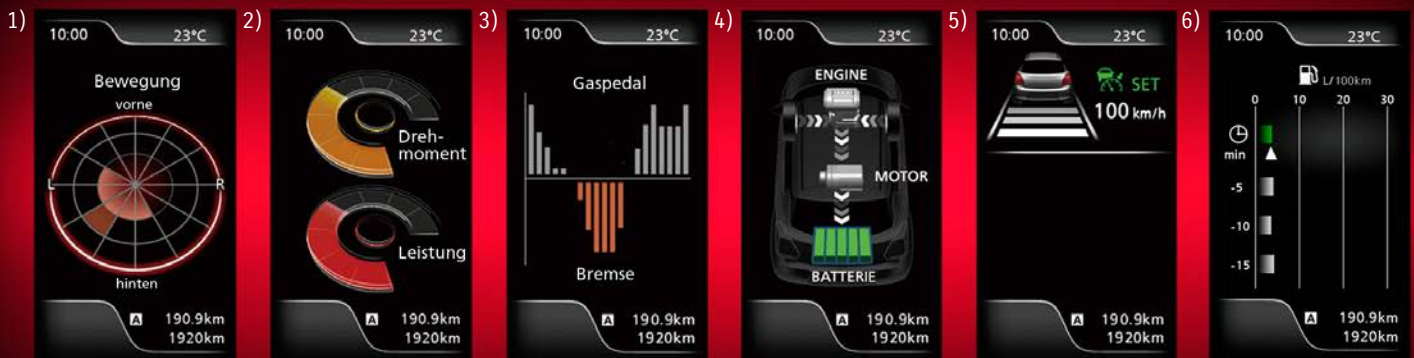 1)
10:00 23°C
Bewegung
vorne
L R
hinten
A 190.9km
1920km
2)
10:00 23°C
Dreh-
moment
Leistung
A 190.9km
1920km
3)
10:00 23°C
Gaspedal
Bremse
A 190.9km
1920km
4)
10:00 23°C
ENGINE
MOTOR
BATTERIE
A 190.9km
1920km
5)
10:00 23°C
SET
100 km/h
A 190.9km
1920km
6)
10:00 23°C
L/100km
0 10 20 30
min
-5
-10
-15
A 190.9km
1920km